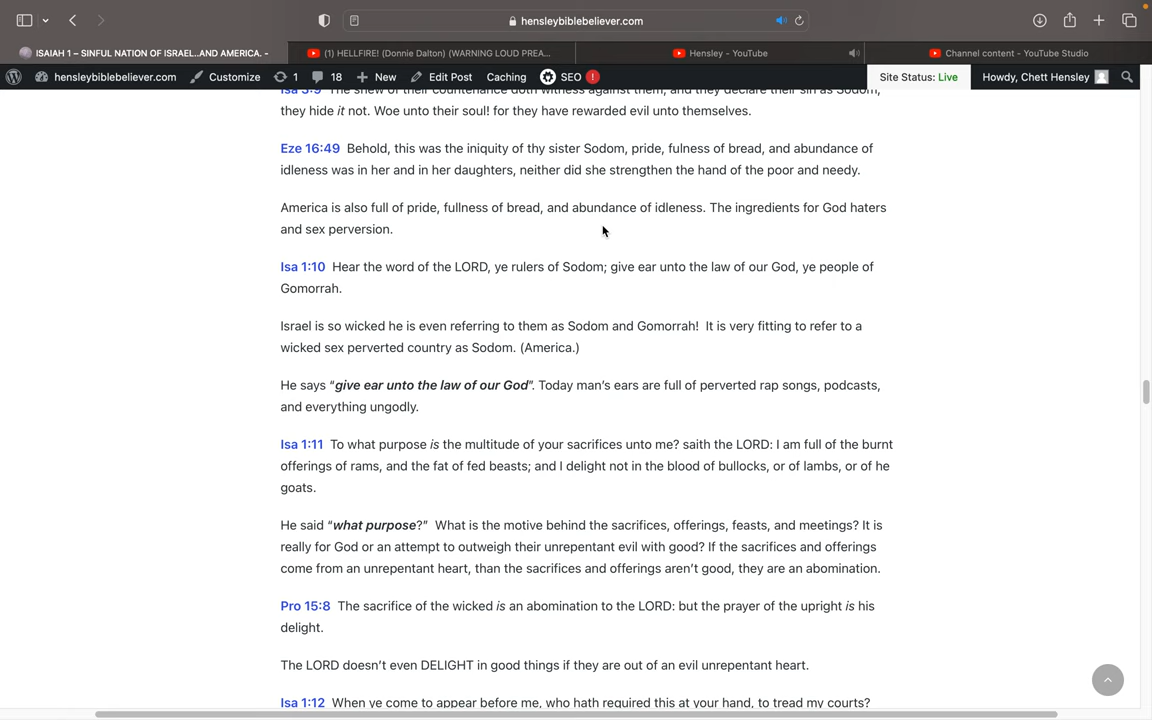 hensleybiblebeliever.com
ISAIAH 1 – SINFUL NATION OF ISRAEL..AND AMERICA. -
(1) HELLFIRE! (Donnie Dalton) (WARNING LOUD PREA...
Hensley - YouTube
Channel content - YouTube Studio
hensleybiblebeliever.com Customize 1 18 New Edit Post Caching SEO ! Site Status: Live Howdy, Chett Hensley
Isa 3:9 The shew of their countenance doth witness against them; and they declare their sin as Sodom,
they hide it not. Woe unto their soul! for they have rewarded evil unto themselves.
Eze 16:49 Behold, this was the iniquity of thy sister Sodom, pride, fulness of bread, and abundance of
idleness was in her and in her daughters, neither did she strengthen the hand of the poor and needy.
America is also full of pride, fullness of bread, and abundance of idleness. The ingredients for God haters
and sex perversion.
Isa 1:10 Hear the word of the LORD, ye rulers of Sodom; give ear unto the law of our God, ye people of
Gomorrah.
Israel is so wicked he is even referring to them as Sodom and Gomorrah! It is very fitting to refer to a
wicked sex perverted country as Sodom. (America.)
He says “give ear unto the law of our God”. Today man’s ears are full of perverted rap songs, podcasts,
and everything ungodly.
Isa 1:11 To what purpose is the multitude of your sacrifices unto me? saith the LORD: I am full of the burnt
offerings of rams, and the fat of fed beasts; and I delight not in the blood of bullocks, or of lambs, or of he
goats.
He said “what purpose?” What is the motive behind the sacrifices, offerings, feasts, and meetings? It is
really for God or an attempt to outweigh their unrepentant evil with good? If the sacrifices and offerings
come from an unrepentant heart, than the sacrifices and offerings aren’t good, they are an abomination.
Pro 15:8 The sacrifice of the wicked is an abomination to the LORD: but the prayer of the upright is his
delight.
The LORD doesn’t even DELIGHT in good things if they are out of an evil unrepentant heart.
Isa 1:12 When ye come to appear before me, who hath required this at your hand, to tread my courts?